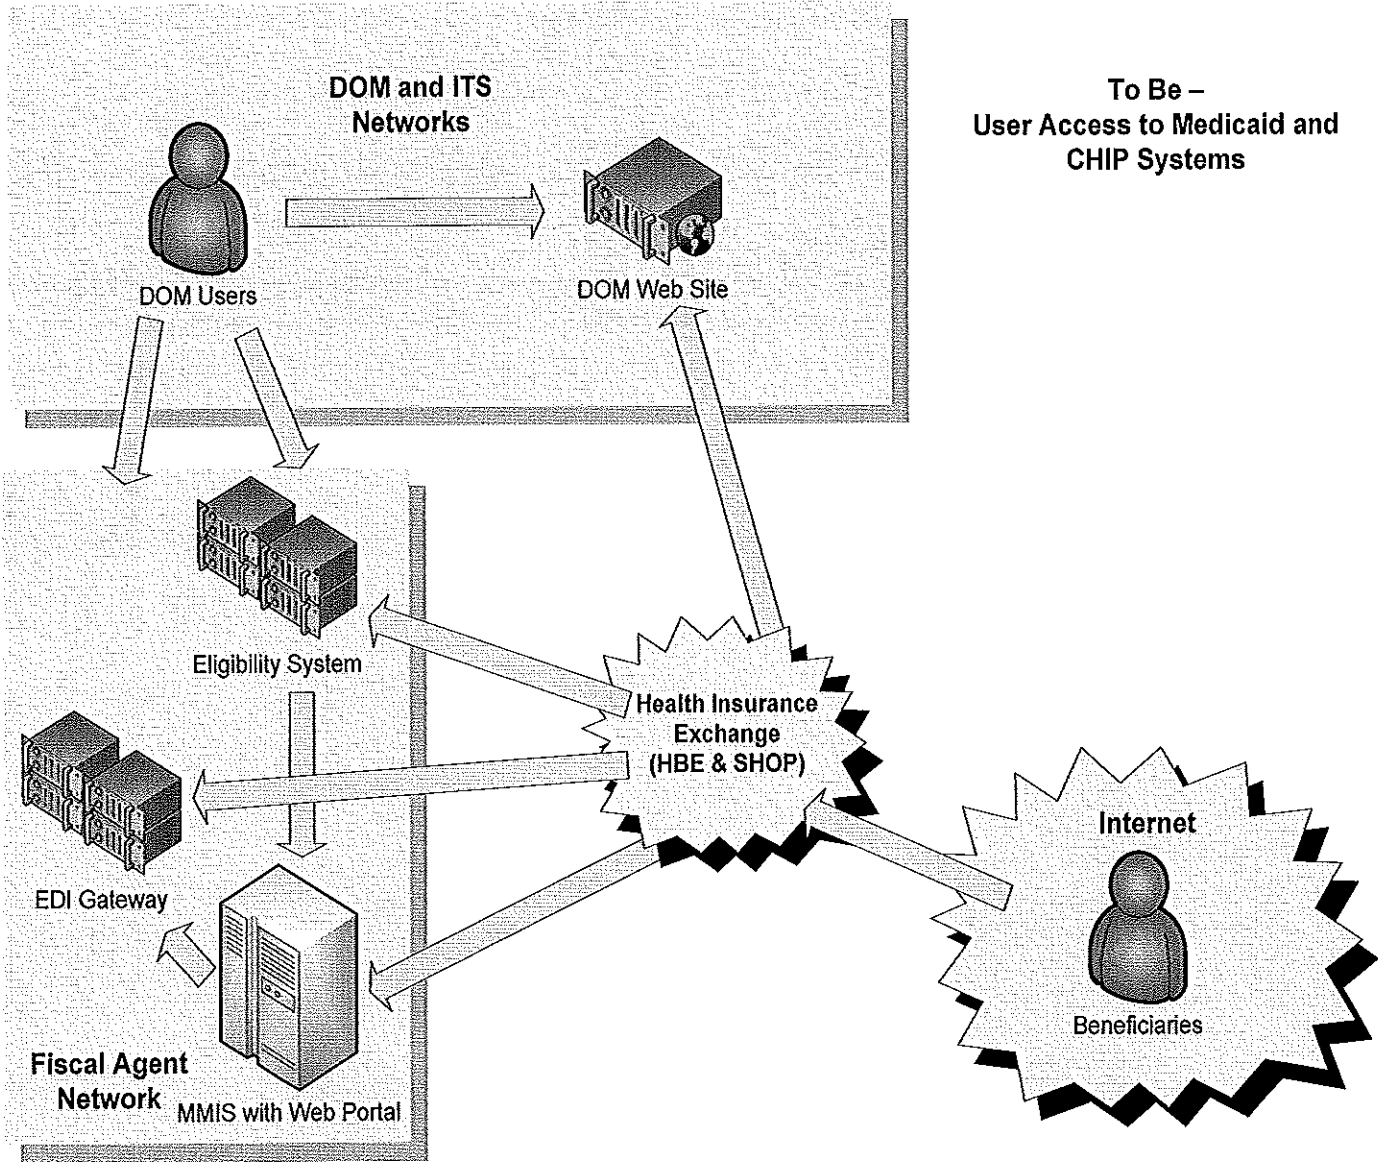 DOM and ITS
Networks
To Be –
User Access to Medicaid and
CHIP Systems
DOM Users
DOM Web Site
Eligibility System
Health Insurance
Exchange
(HBE & SHOP)
Internet
EDI Gateway
Beneficiaries
Fiscal Agent
Network
MMIS with Web Portal